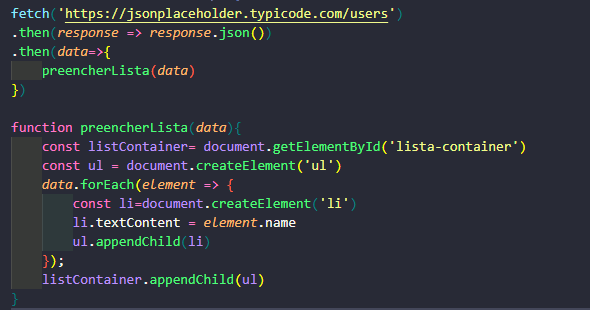 fetch('https://jsonplaceholder.typicode.com/users')
.then(response => response.json())
.then(data=>{
    preencherLista(data)
})

function preencherLista(data){
    const listContainer= document.getElementById('lista-container')
    const ul = document.createElement('ul')
    data.forEach(element => {
        const li=document.createElement('li')
        li.textContent = element.name
        ul.appendChild(li)
    });
    listContainer.appendChild(ul)
}